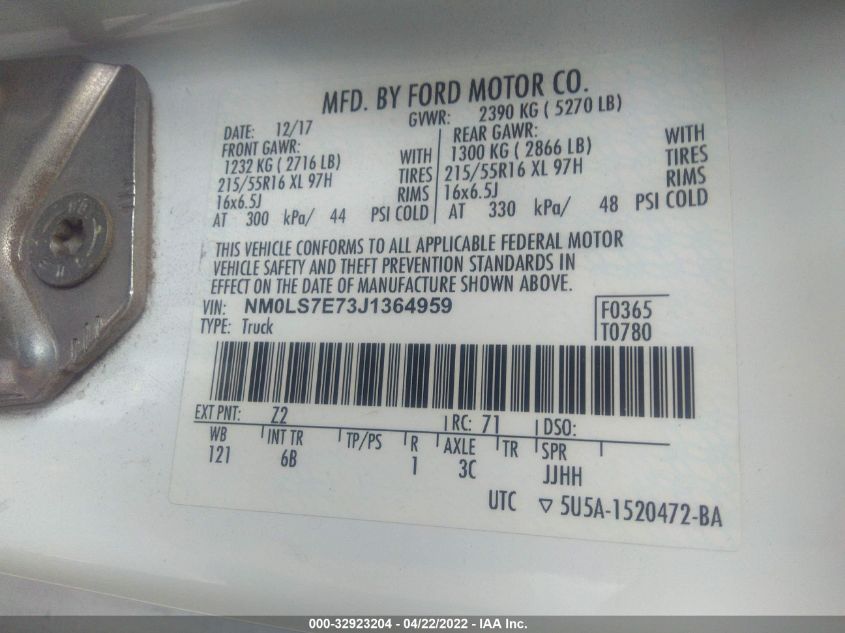 MFD. BY FORD MOTOR CO.
DATE: 12/17 GVWR: 2390 KG ( 5270 LB)
FRONT GAWR: REAR GAWR:
1232 KG ( 2716 LB) WITH 1300 KG ( 2866 LB) WITH
215/55R16 XL 97H TIRES 215/55R16 XL 97H TIRES
16x6.5J RIMS 16x6.5J RIMS
AT 300 kPa/ 44 PSI COLD AT 330 kPa/ 48 PSI COLD
THIS VEHICLE CONFORMS TO ALL APPLICABLE FEDERAL MOTOR
VEHICLE SAFETY AND THEFT PREVENTION STANDARDS IN
EFFECT ON THE DATE OF MANUFACTURE SHOWN ABOVE.
VIN: NM0LS7E73J1364959 F0365
TYPE: Truck T0780
EXT PNT: Z2 RC: 71 DSO:
WB INT TR TP/PS R AXLE TR SPR
121 6B 1 3C JJHH
UTC ▽ 5U5A-1520472-BA
000-32923204 - 04/22/2022 - IAA Inc.